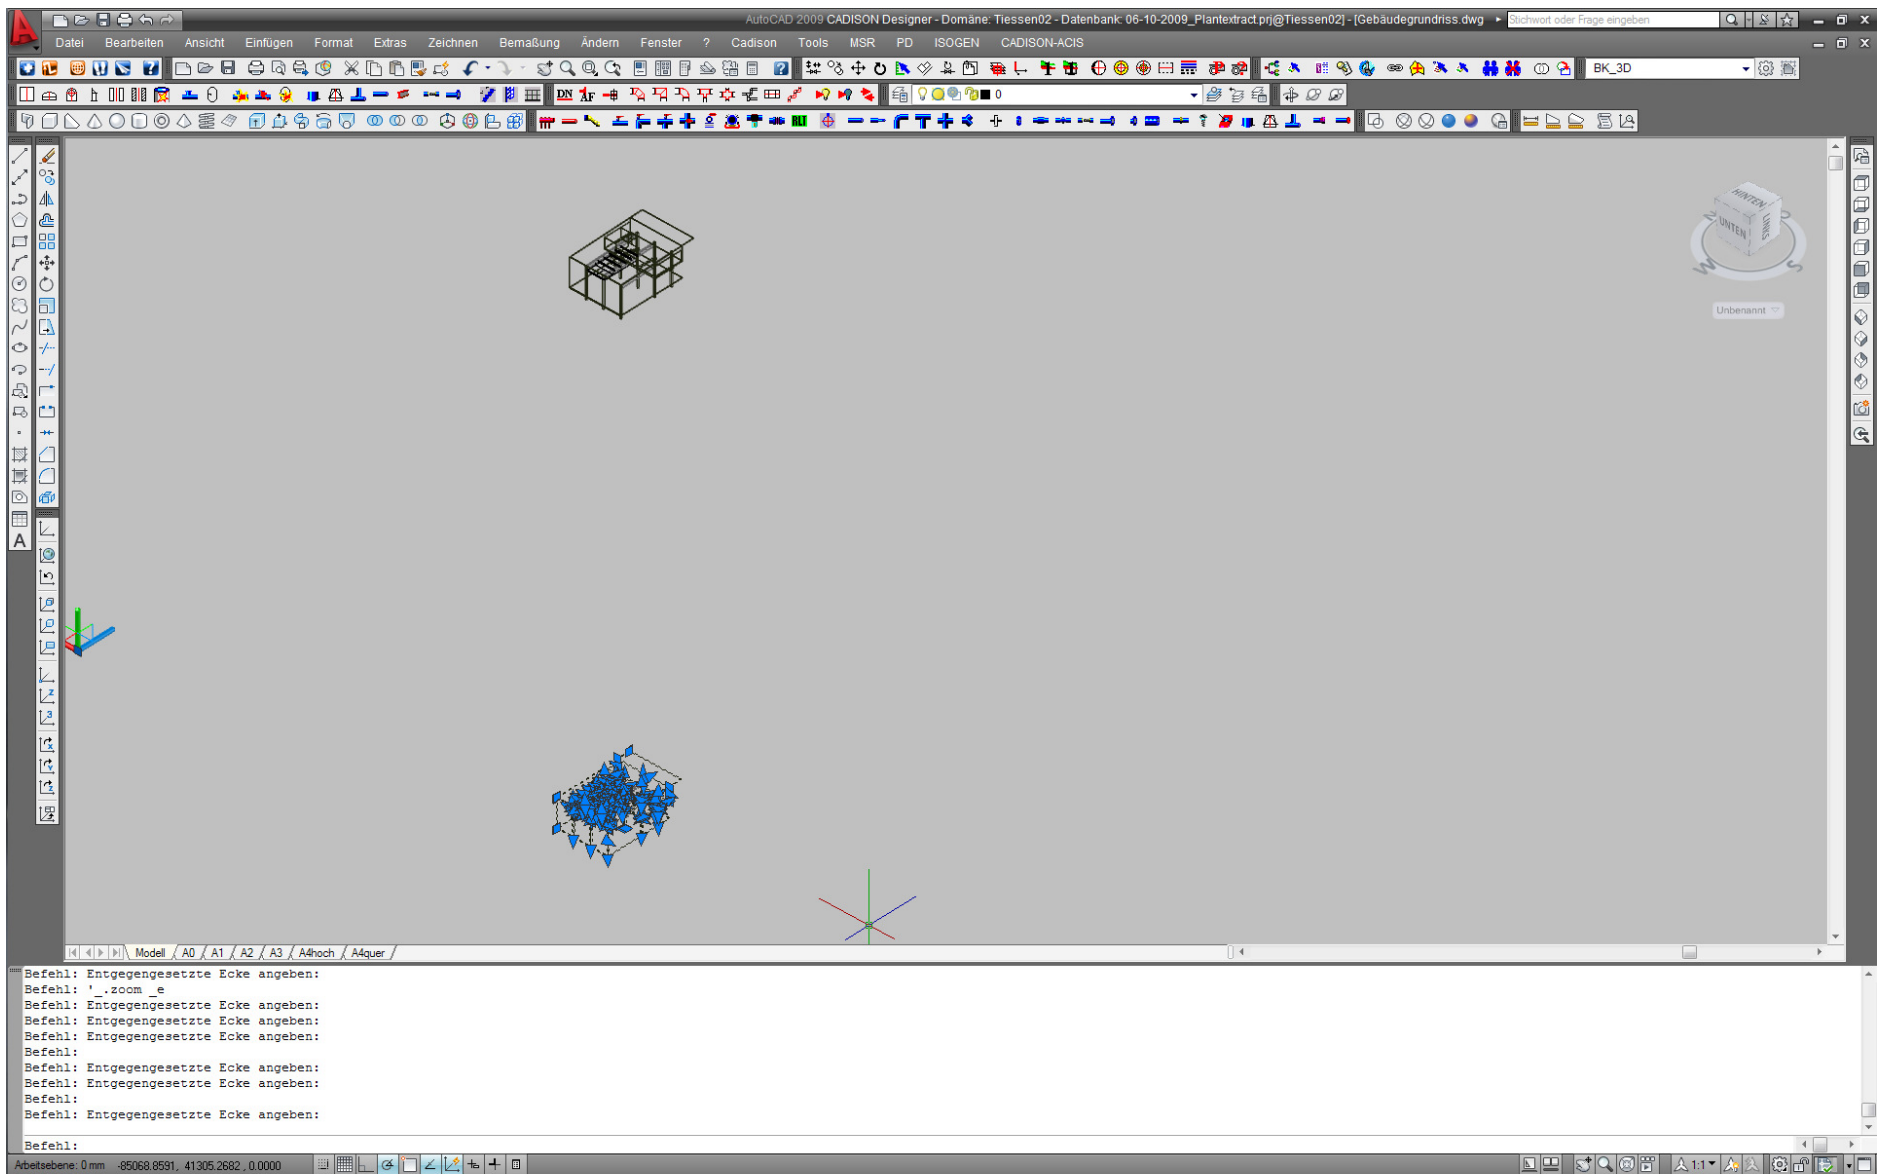 AutoCAD 2009 CADISON Designer - Domäne: Tiessen02 - Datenbank: 06-10-2009_Plantextract.prj@Tiessen02] - [Gebäudegrundriss.dwg
Stichwort oder Frage eingeben
Datei Bearbeiten Ansicht Einfügen Format Extras Zeichnen Bemaßung Ändern Fenster ? Cadison Tools MSR PD ISOGEN CADISON-ACIS
BK_3D
DN AF 0
RLT
HINTEN
UNTEN LINKS
W S
Unbenannt
A
Modell A0 A1 A2 A3 A4hoch A4quer
Befehl: Entgegengesetzte Ecke angeben:
Befehl: '_.zoom _e
Befehl: Entgegengesetzte Ecke angeben:
Befehl: Entgegengesetzte Ecke angeben:
Befehl: Entgegengesetzte Ecke angeben:
Befehl:
Befehl: Entgegengesetzte Ecke angeben:
Befehl: Entgegengesetzte Ecke angeben:
Befehl:
Befehl: Entgegengesetzte Ecke angeben:
Befehl:
Arbeitsebene: 0 mm -85068.8591, 41305.2682 , 0.0000 1:1